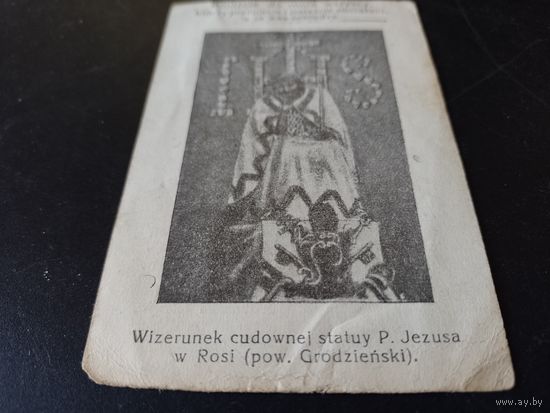 Wizerunek cudownej statuy P. Jezusa
w Rosi (pow. Grodzieński).
www.ay.by